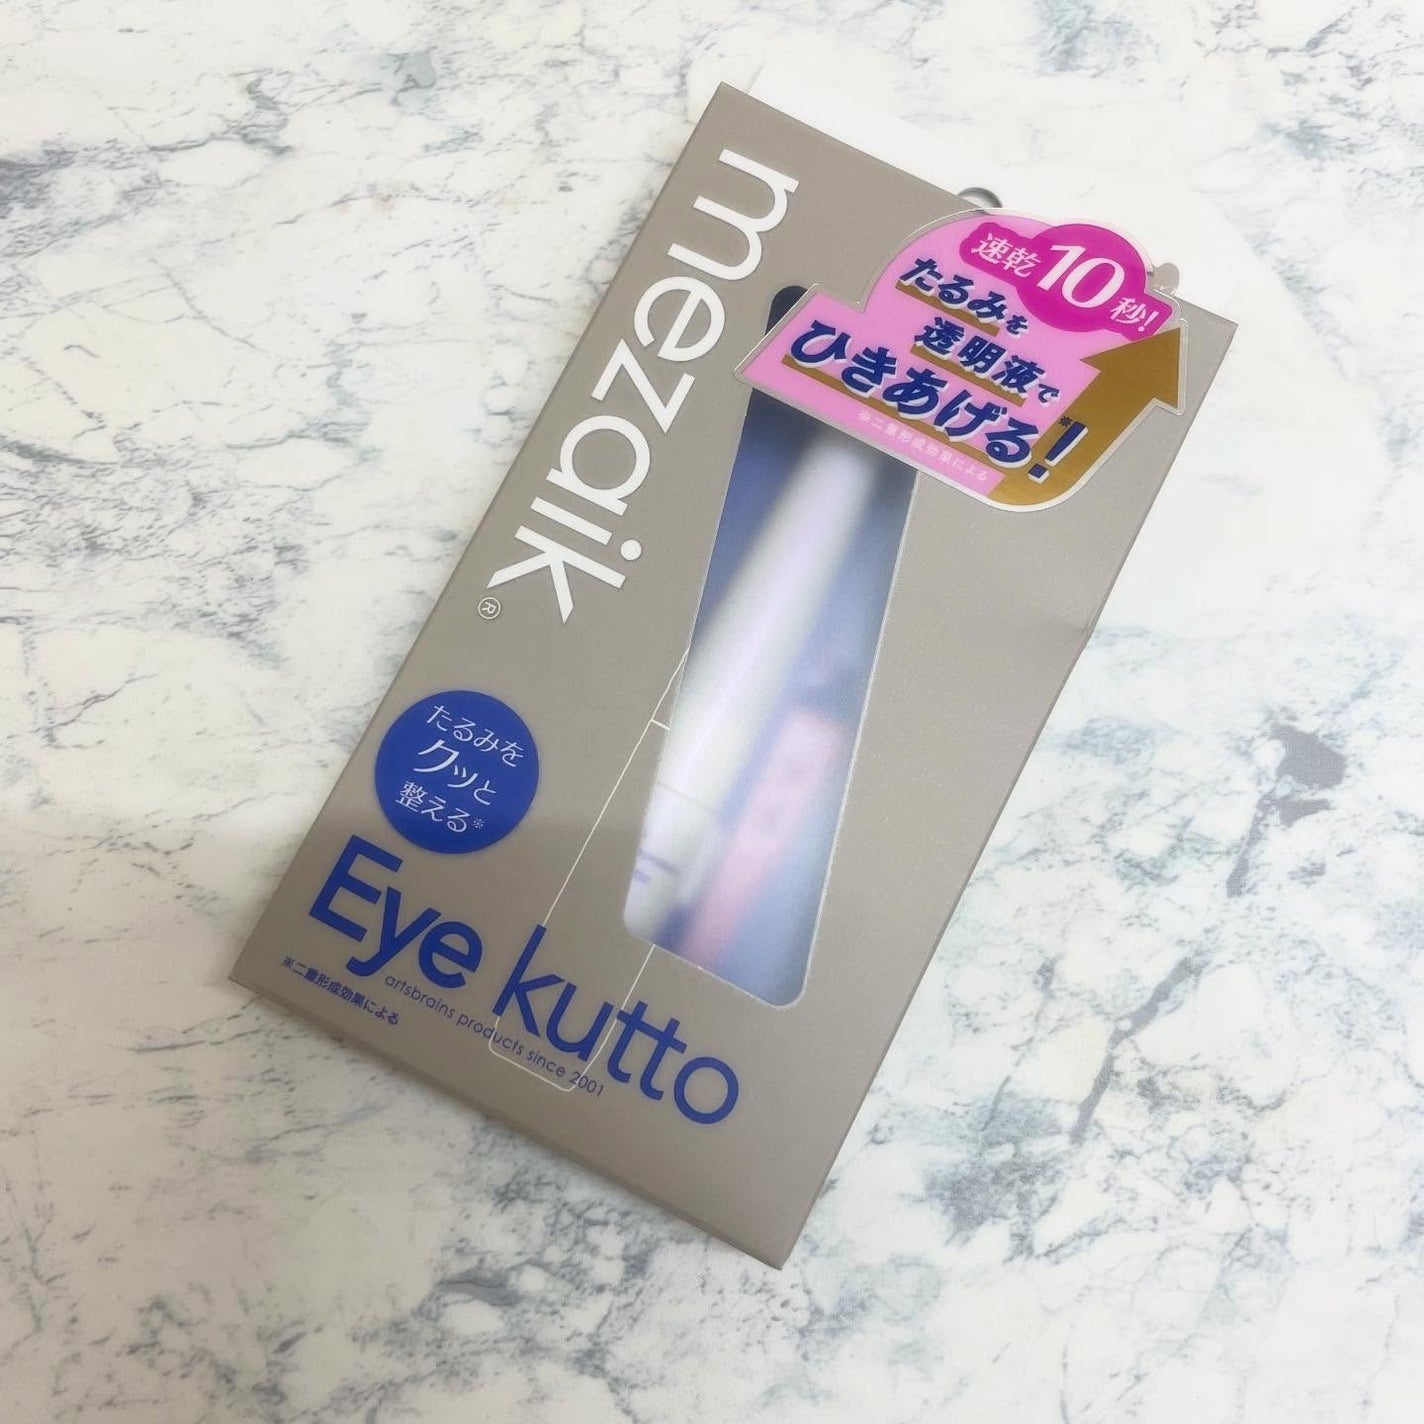 mezaik®
速乾10秒!
たるみを
透明液で
ひきあげる※!
※二重形成効果による
たるみを
クッと
整える※
Eye kutto
artsbrains products since 2001
※二重形成効果による